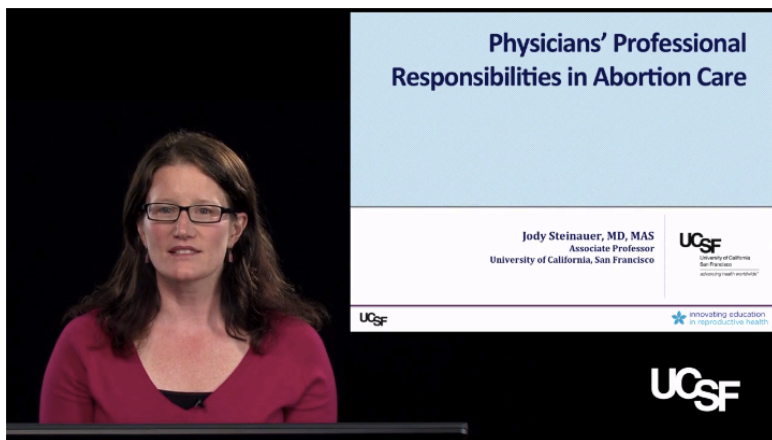 Physicians' Professional
Responsibilities in Abortion Care
Jody Steinauer, MD, MAS
Associate Professor
University of California, San Francisco
UCSF
University of California
San Francisco
advancing health worldwide™
UCSF
innovating education
in reproductive health
UCSF